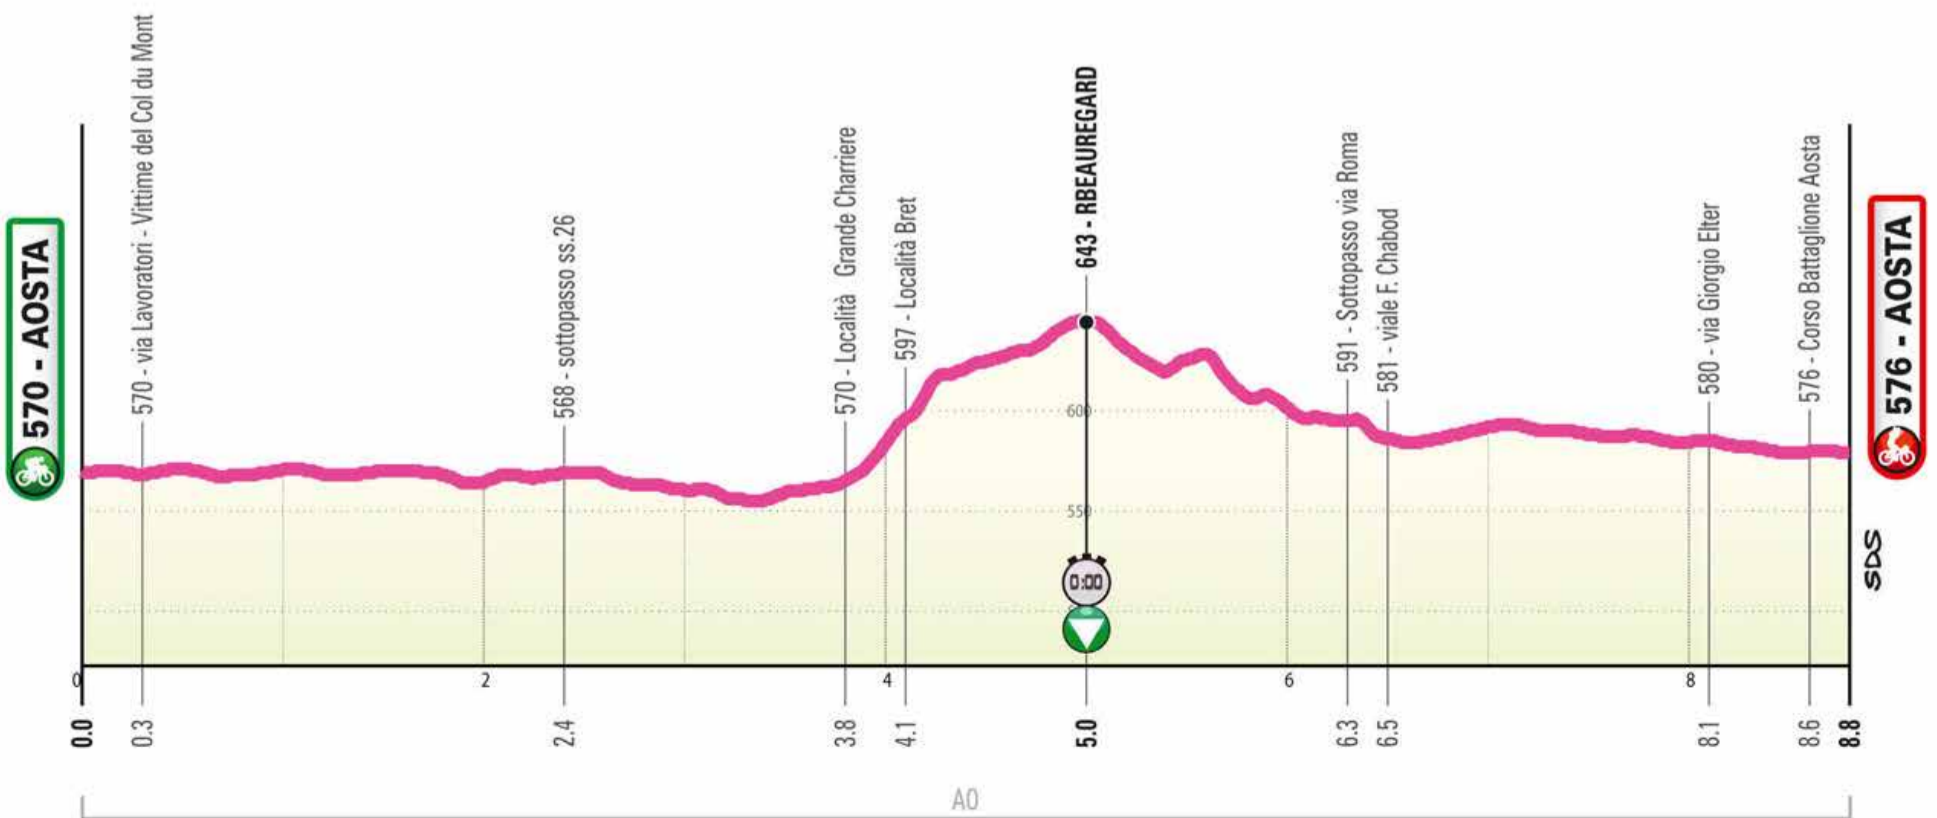 570 - AOSTA
570 - via Lavoratori - Vittime del Col du Mont
568 - sottopasso ss.26
570 - Località Grande Charriere
597 - Località Bret
643 - RBEAUREGARD
591 - Sottopasso via Roma
581 - viale F. Chabod
580 - via Giorgio Elter
576 - Corso Battaglione Aosta
576 - AOSTA
600
550
0:00
SDS
0
2
4
6
8
0.0
0.3
2.4
3.8
4.1
5.0
6.3
6.5
8.1
8.6
8.8
AO